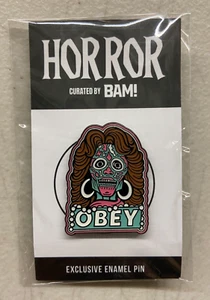 HORROR
CURATED BY BAM!
OBEY
EXCLUSIVE ENAMEL PIN